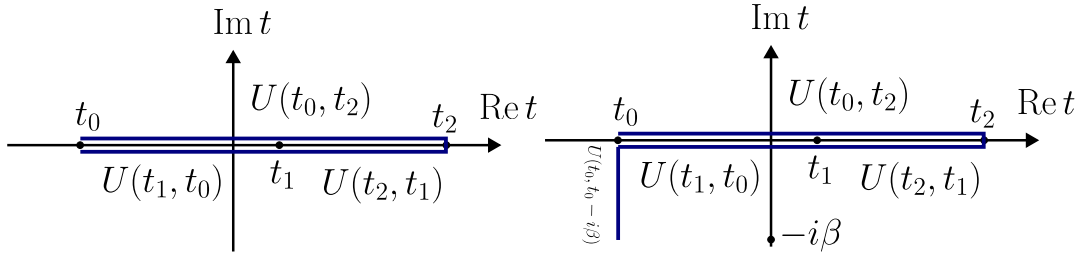 Im t
U(t₀, t₂)
Re t
t₀
t₂
U(t₁, t₀)
t₁
U(t₂, t₁)
Im t
U(t₀, t₂)
Re t
t₀
t₂
U(t₀, t₀ − iβ)
U(t₁, t₀)
t₁
U(t₂, t₁)
−iβ